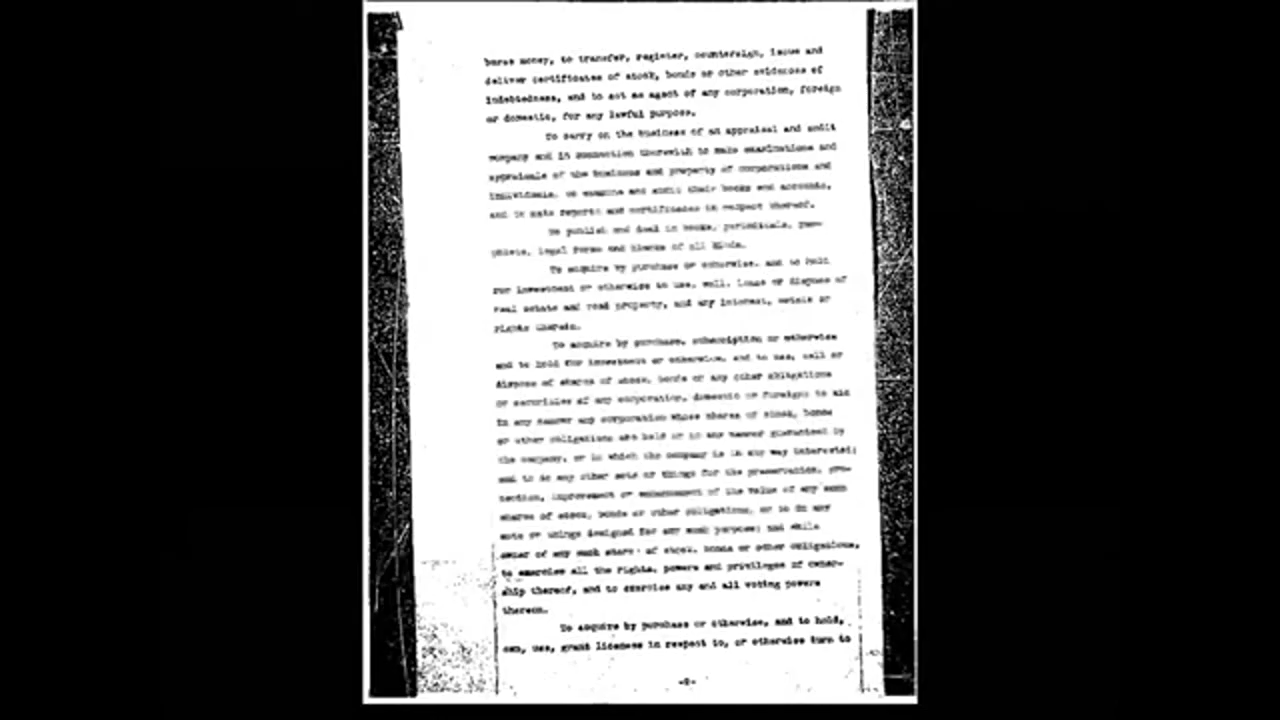 burse money, to transfer, register, countersign, issue and
deliver certificates of stock, bonds or other evidences of
indebtedness, and to act as agent of any corporation, foreign
or domestic, for any lawful purpose.
To carry on the business of an appraisal and audit
company and in connection therewith to make examinations and
appraisals of the business and property of corporations and
individuals, to examine and audit their books and accounts,
and to make reports and certificates in respect thereof.
To publish and deal in books, periodicals, pam-
phlets, legal forms and blanks of all kinds.
To acquire by purchase or otherwise, and to hold
for investment or otherwise to use, sell, lease or dispose of
real estate and real property, and any interest, estate or
rights therein.
To acquire by purchase, subscription or otherwise
and to hold for investment or otherwise, and to use, sell or
dispose of shares of stock, bonds or any other obligations
or securities of any corporation, domestic or foreign; to aid
in any manner any corporation whose shares of stock, bonds
or other obligations are held or in any manner guaranteed by
the company, or in which the company is in any way interested;
and to do any other acts or things for the preservation, pro-
tection, improvement or enhancement of the value of any such
shares of stock, bonds or other obligations, or to do any
acts or things designed for any such purpose; and while
owner of any such shares of stock, bonds or other obligations,
to exercise all the rights, powers and privileges of owner-
ship thereof, and to exercise any and all voting powers
thereon.
To acquire by purchase or otherwise, and to hold,
own, use, grant licenses in respect to, or otherwise turn to